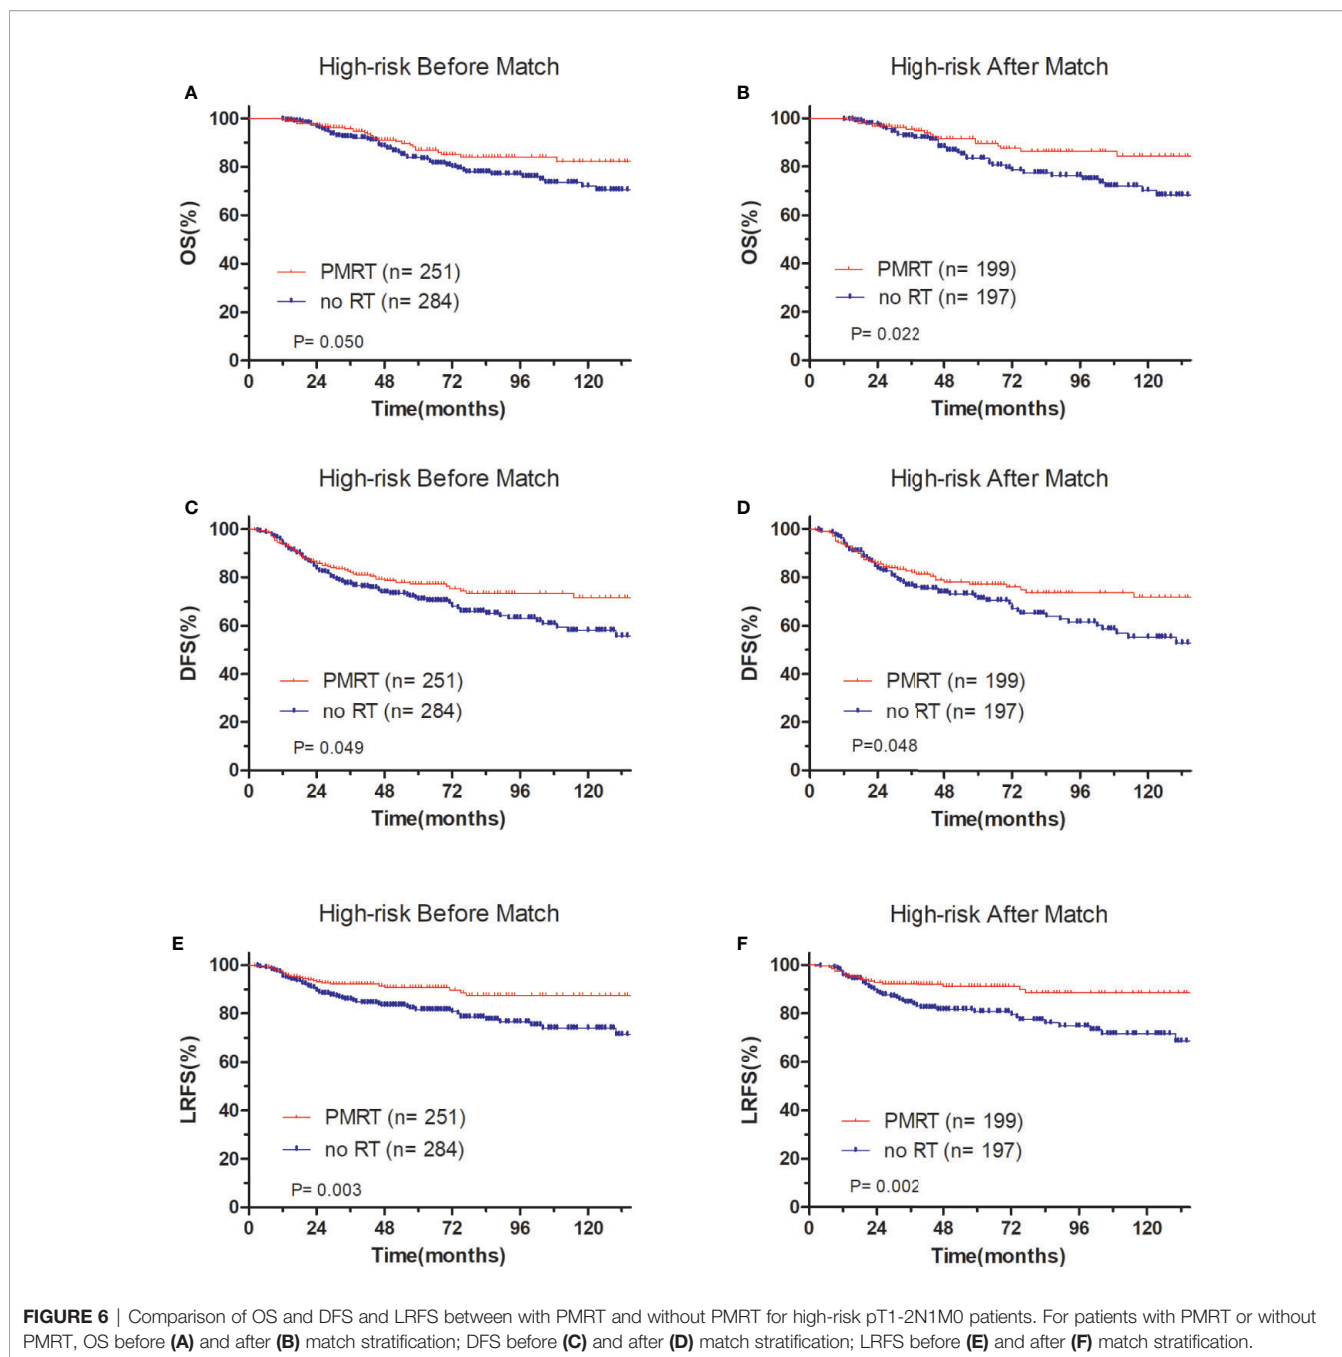 High-risk Before Match
A
100
80
60
40
20
0
OS(%)
PMRT (n= 251)
no RT (n= 284)
P= 0.050
0 24 48 72 96 120
Time(months)
High-risk After Match
B
100
80
60
40
20
0
OS(%)
PMRT (n= 199)
no RT (n= 197)
P= 0.022
0 24 48 72 96 120
Time(months)
High-risk Before Match
C
100
80
60
40
20
0
DFS(%)
PMRT (n= 251)
no RT (n= 284)
P= 0.049
0 24 48 72 96 120
Time(months)
High-risk After Match
D
100
80
60
40
20
0
DFS(%)
PMRT (n= 199)
no RT (n= 197)
P=0.048
0 24 48 72 96 120
Time(months)
High-risk Before Match
E
100
80
60
40
20
0
LRFS(%)
PMRT (n= 251)
no RT (n= 284)
P= 0.003
0 24 48 72 96 120
Time(months)
High-risk After Match
F
100
80
60
40
20
0
LRFS(%)
PMRT (n= 199)
no RT (n= 197)
P= 0.002
0 24 48 72 96 120
Time(months)
FIGURE 6 | Comparison of OS and DFS and LRFS between with PMRT and without PMRT for high-risk pT1-2N1M0 patients. For patients with PMRT or without
PMRT, OS before (A) and after (B) match stratification; DFS before (C) and after (D) match stratification; LRFS before (E) and after (F) match stratification.